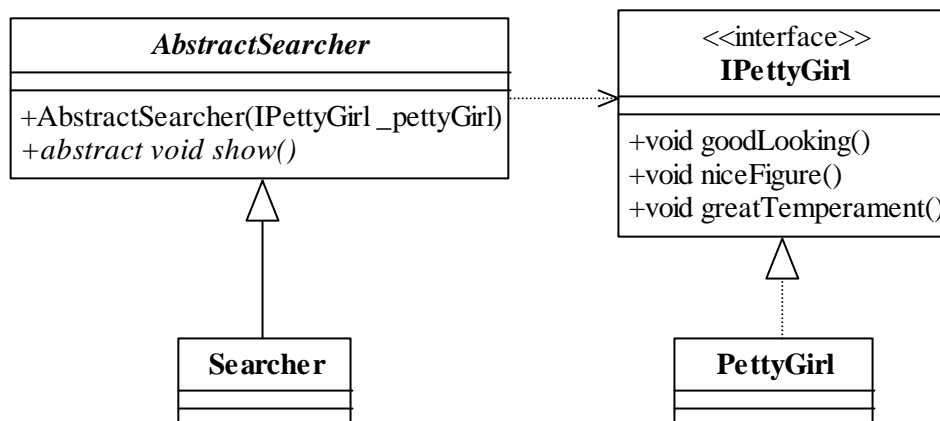 AbstractSearcher
+AbstractSearcher(IPettyGirl _pettyGirl)
+abstract void show()
<<interface>>
IPettyGirl
+void goodLooking()
+void niceFigure()
+void greatTemperament()
Searcher
PettyGirl